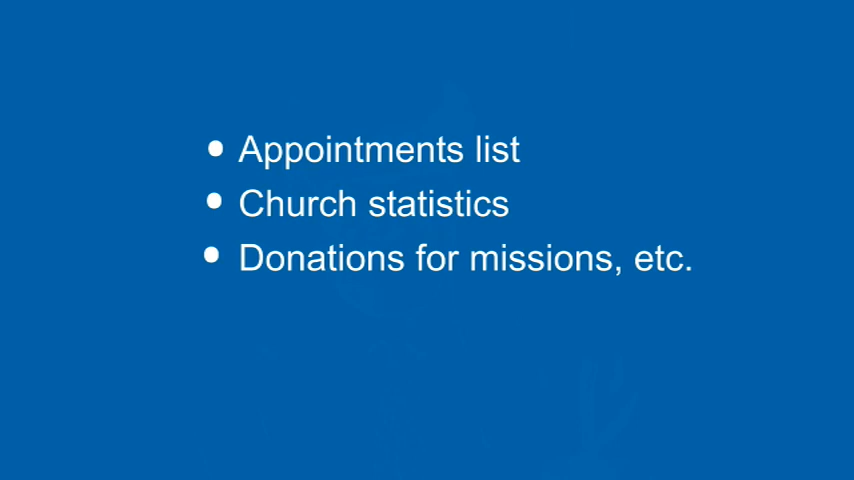 • Appointments list
• Church statistics
• Donations for missions, etc.